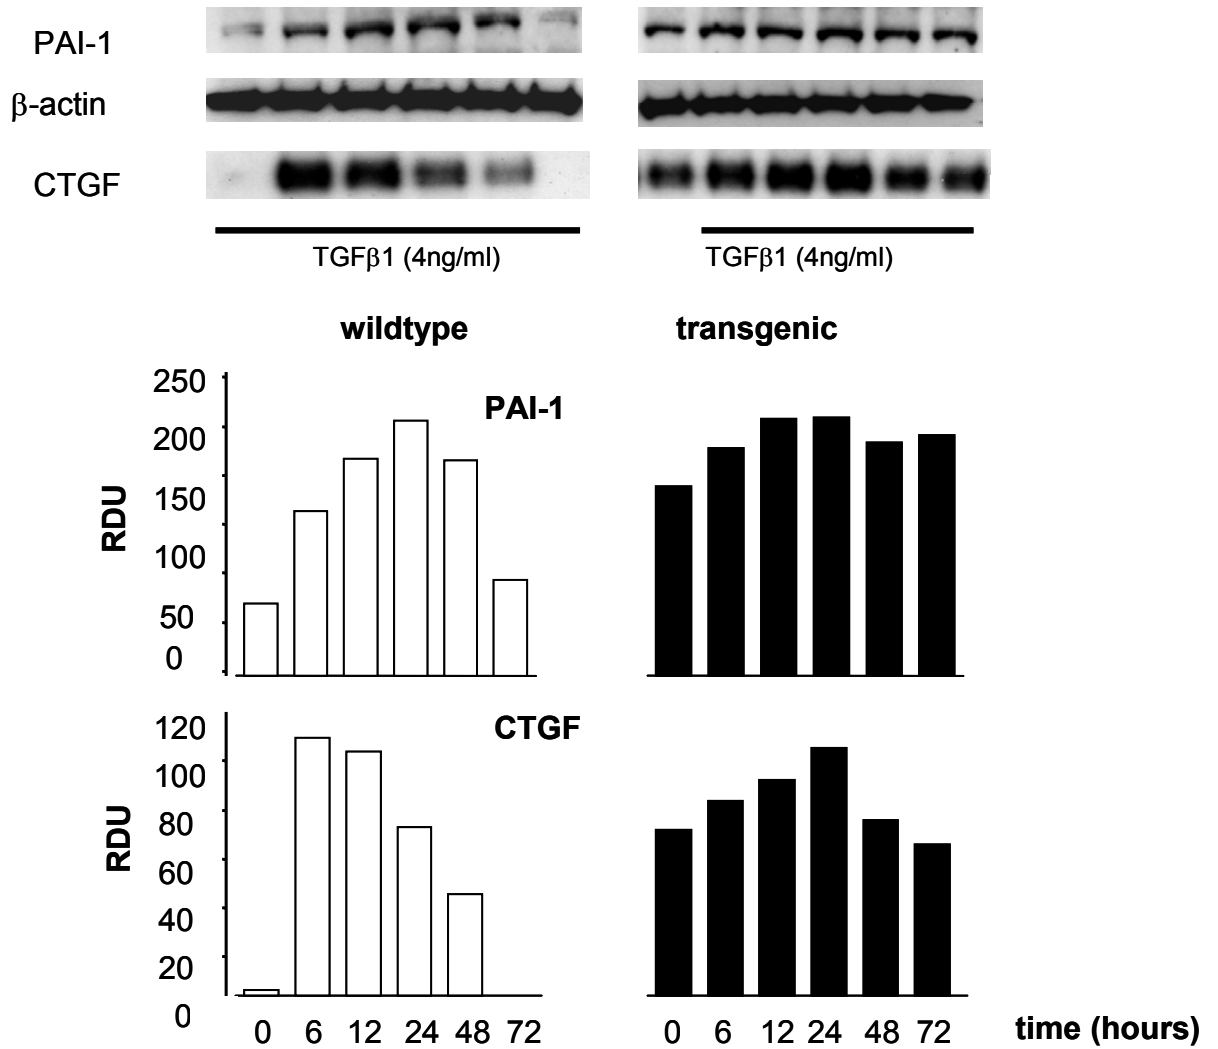 PAI-1
β-actin
CTGF
TGFβ1 (4ng/ml)
TGFβ1 (4ng/ml)
wildtype
transgenic
250
200
150
100
50
0
RDU
PAI-1
120
100
80
60
40
20
0
RDU
CTGF
0 6 12 24 48 72
0 6 12 24 48 72
time (hours)